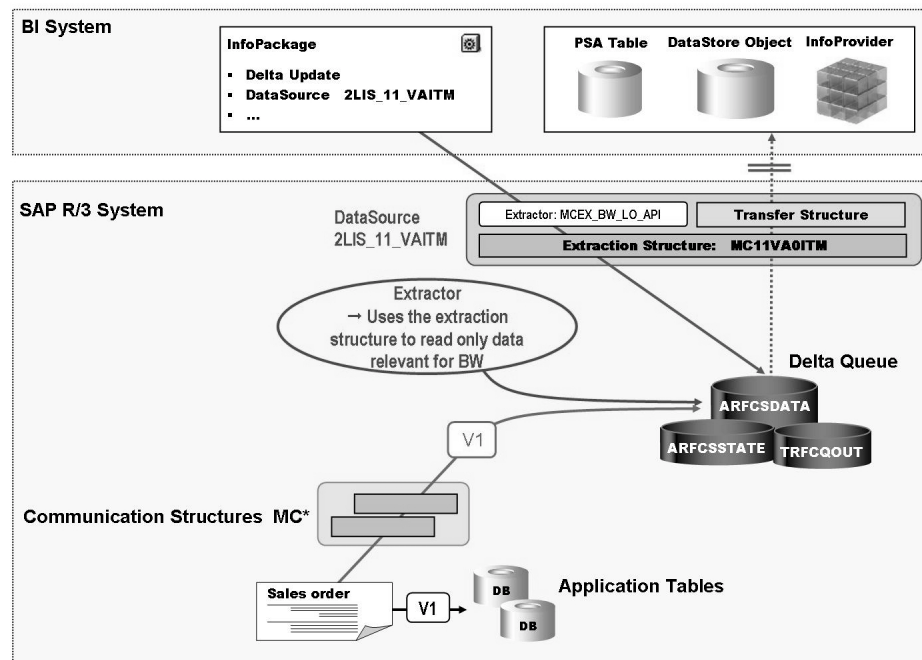 BI System
InfoPackage
▪ Delta Update
▪ DataSource 2LIS_11_VAITM
▪ ...
PSA Table
DataStore Object
InfoProvider
SAP R/3 System
DataSource
2LIS_11_VAITM
Extractor: MCEX_BW_LO_API
Transfer Structure
Extraction Structure: MC11VA0ITM
Extractor
→ Uses the extraction
structure to read only data
relevant for BW
Delta Queue
ARFCSDATA
ARFCSSTATE
TRFCQOUT
V1
Communication Structures MC*
Sales order
V1
DB
DB
Application Tables